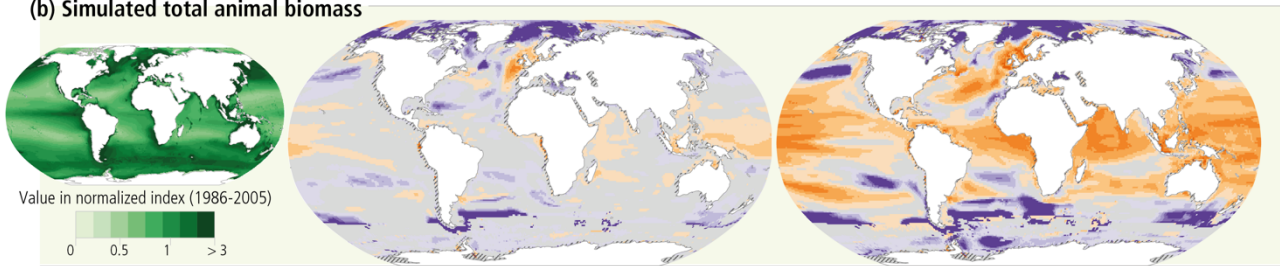 (b) Simulated total animal biomass
Value in normalized index (1986-2005)
0 0.5 1 > 3